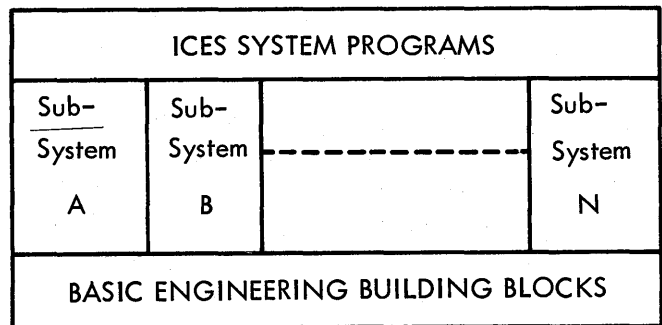 ICES SYSTEM PROGRAMS
Sub-
System
A
Sub-
System
B
Sub-
System
N
BASIC ENGINEERING BUILDING BLOCKS